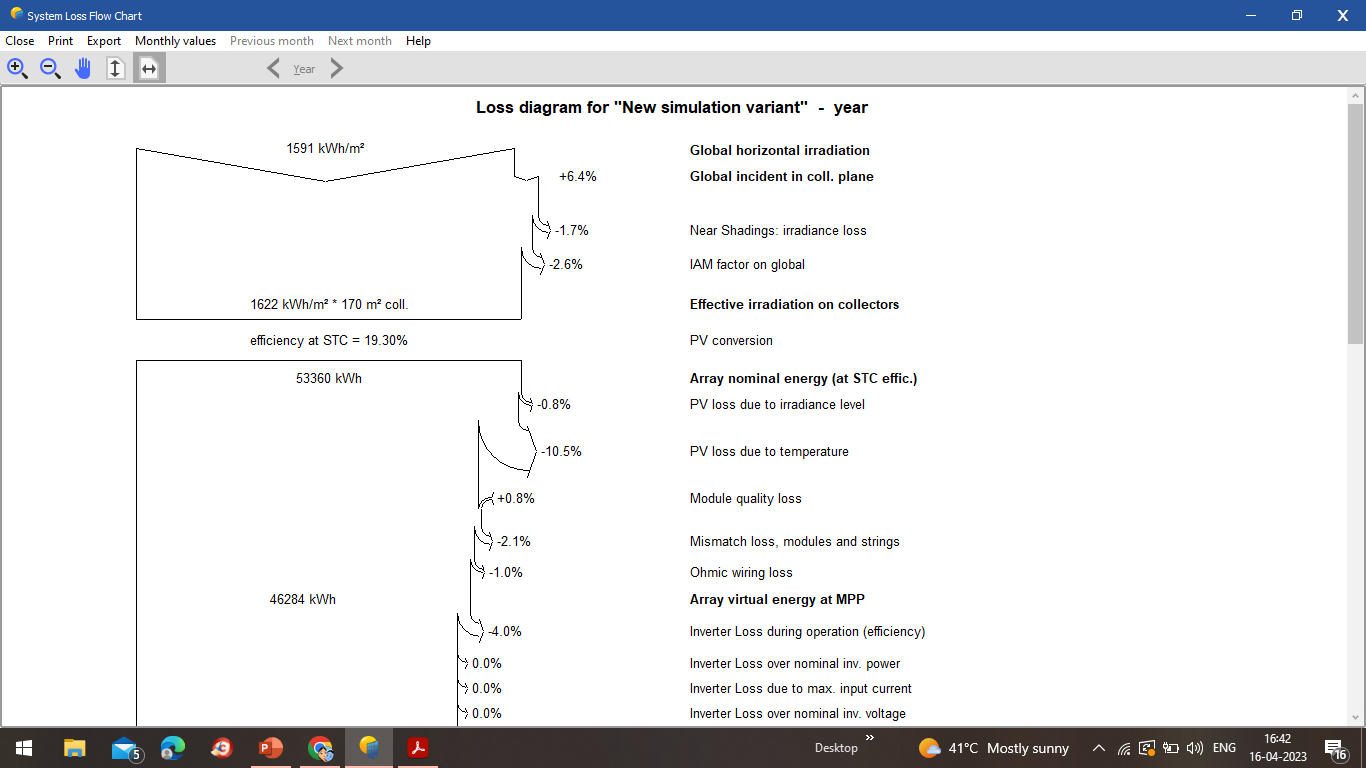 System Loss Flow Chart
Close Print Export Monthly values Previous month Next month Help
Year
Loss diagram for "New simulation variant" - year
1591 kWh/m² Global horizontal irradiation
+6.4% Global incident in coll. plane
-1.7% Near Shadings: irradiance loss
-2.6% IAM factor on global
1622 kWh/m² * 170 m² coll. Effective irradiation on collectors
efficiency at STC = 19.30% PV conversion
53360 kWh Array nominal energy (at STC effic.)
-0.8% PV loss due to irradiance level
-10.5% PV loss due to temperature
+0.8% Module quality loss
-2.1% Mismatch loss, modules and strings
-1.0% Ohmic wiring loss
46284 kWh Array virtual energy at MPP
-4.0% Inverter Loss during operation (efficiency)
0.0% Inverter Loss over nominal inv. power
0.0% Inverter Loss due to max. input current
0.0% Inverter Loss over nominal inv. voltage
5 Desktop » 41°C Mostly sunny ENG 16:42 16
16-04-2023